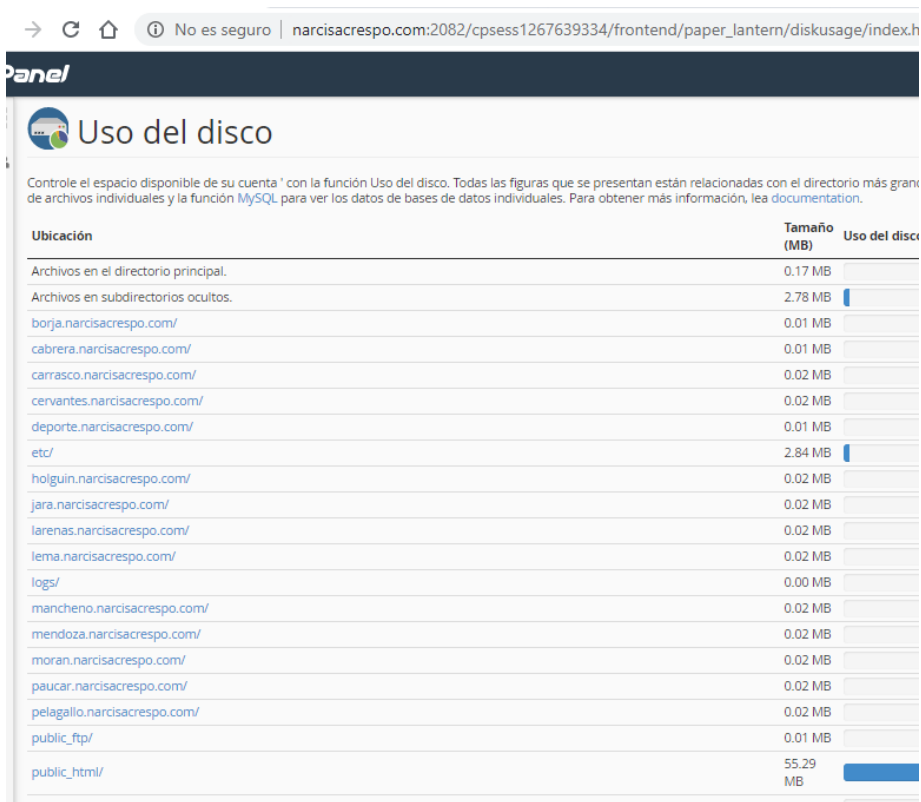 No es seguro | narcisacrespo.com:2082/cpsess1267639334/frontend/paper_lantern/diskusage/index.h
Panel
Uso del disco
Controle el espacio disponible de su cuenta ' con la función Uso del disco. Todas las figuras que se presentan están relacionadas con el directorio más grand
de archivos individuales y la función MySQL para ver los datos de bases de datos individuales. Para obtener más información, lea documentation.
Ubicación Tamaño (MB) Uso del disco
Archivos en el directorio principal. 0.17 MB
Archivos en subdirectorios ocultos. 2.78 MB
borja.narcisacrespo.com/ 0.01 MB
cabrera.narcisacrespo.com/ 0.01 MB
carrasco.narcisacrespo.com/ 0.02 MB
cervantes.narcisacrespo.com/ 0.02 MB
deporte.narcisacrespo.com/ 0.01 MB
etc/ 2.84 MB
holguin.narcisacrespo.com/ 0.02 MB
jara.narcisacrespo.com/ 0.02 MB
larenas.narcisacrespo.com/ 0.02 MB
lema.narcisacrespo.com/ 0.02 MB
logs/ 0.00 MB
mancheno.narcisacrespo.com/ 0.02 MB
mendoza.narcisacrespo.com/ 0.02 MB
moran.narcisacrespo.com/ 0.02 MB
paucar.narcisacrespo.com/ 0.02 MB
pelagallo.narcisacrespo.com/ 0.02 MB
public_ftp/ 0.01 MB
public_html/ 55.29 MB